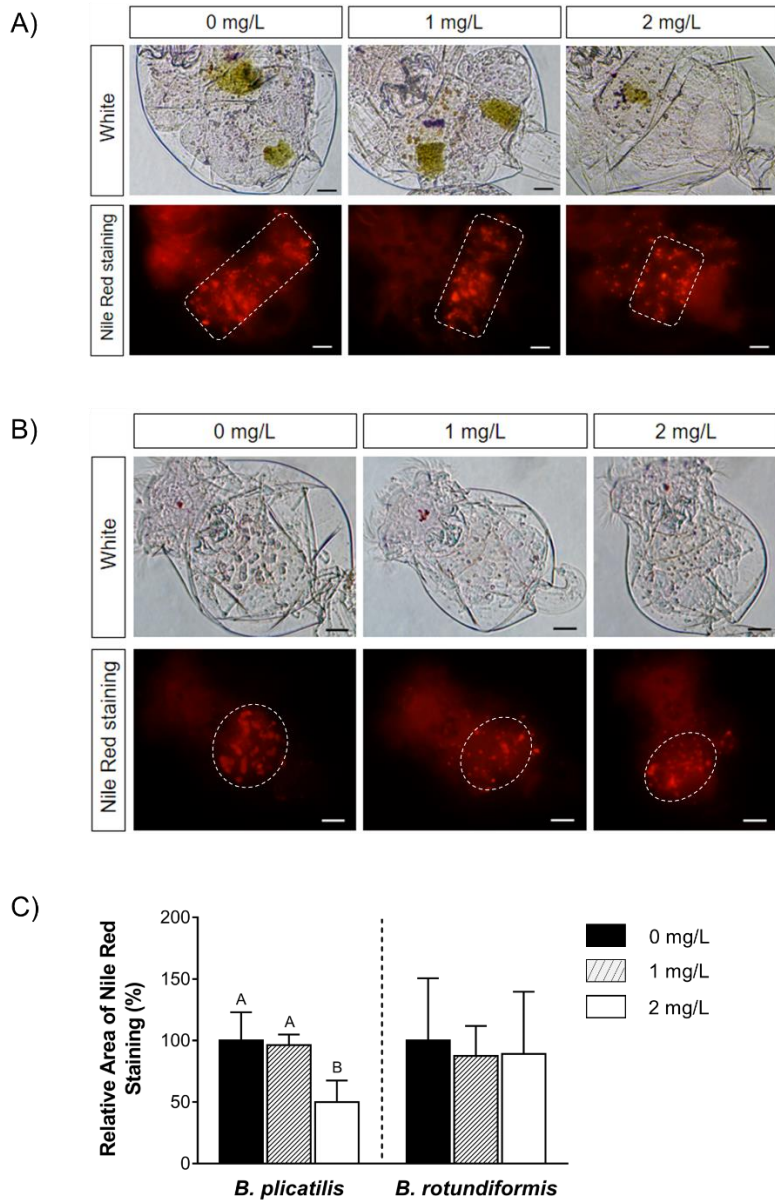 A)
0 mg/L
1 mg/L
2 mg/L
White
Nile Red staining
B)
0 mg/L
1 mg/L
2 mg/L
White
Nile Red staining
C)
Relative Area of Nile Red
Staining (%)
200
150
100
50
0
A
A
B
B. plicatilis
B. rotundiformis
0 mg/L
1 mg/L
2 mg/L